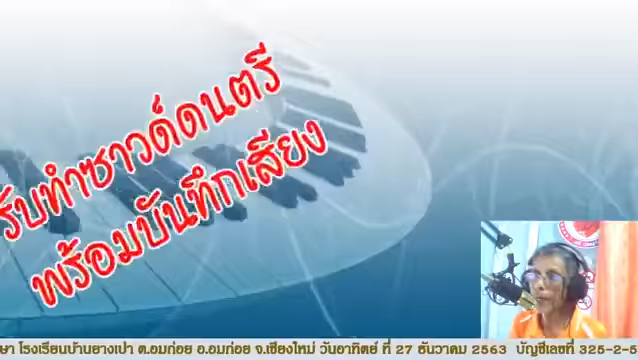 รับทำซาวด์ดนตรี
พร้อมบันทึกเสียง
ษา โรงเรียนบ้านยางเปา ต.อมก๋อย อ.อมก๋อย จ.เชียงใหม่ วันอาทิตย์ ที่ 27 ธันวาคม 2563 บัญชีเลขที่ 325-2-5